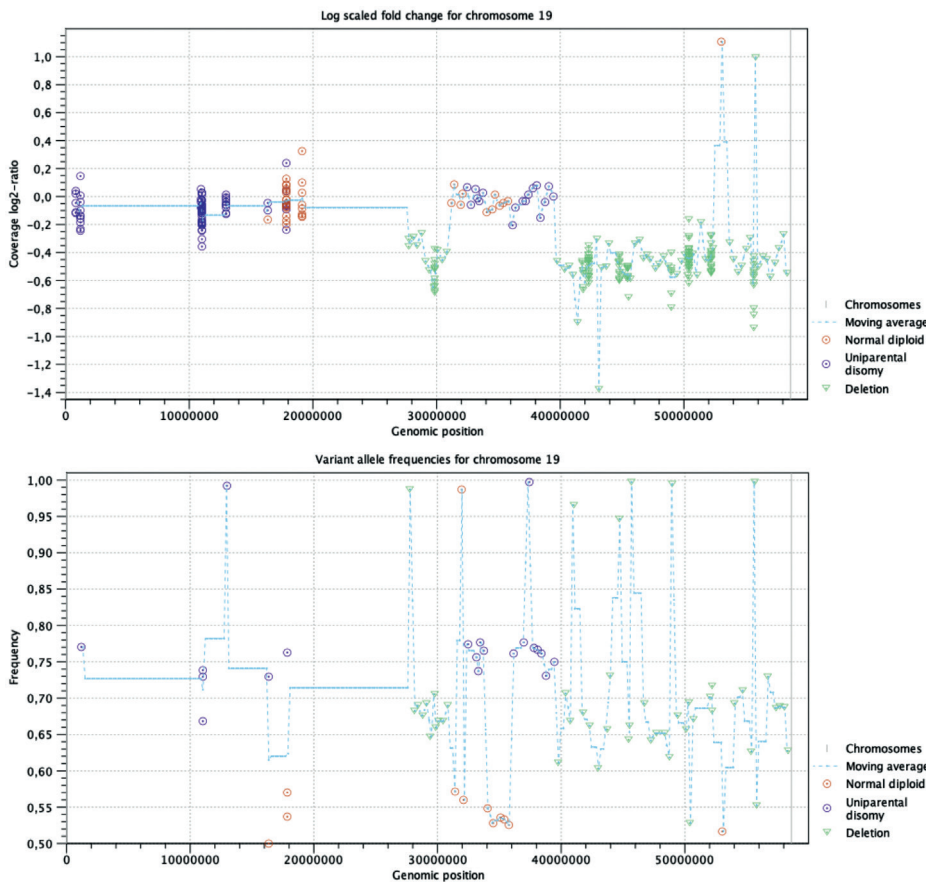 Log scaled fold change for chromosome 19
1,0
0,8
0,6
0,4
0,2
0,0
−0,2
−0,4
−0,6
−0,8
−1,0
−1,2
−1,4
Coverage log2-ratio
0 10000000 20000000 30000000 40000000 50000000
Genomic position
Chromosomes
Moving average
Normal diploid
Uniparental
disomy
Deletion
Variant allele frequencies for chromosome 19
1,00
0,95
0,90
0,85
0,80
0,75
0,70
0,65
0,60
0,55
0,50
Frequency
0 10000000 20000000 30000000 40000000 50000000
Genomic position
Chromosomes
Moving average
Normal diploid
Uniparental
disomy
Deletion